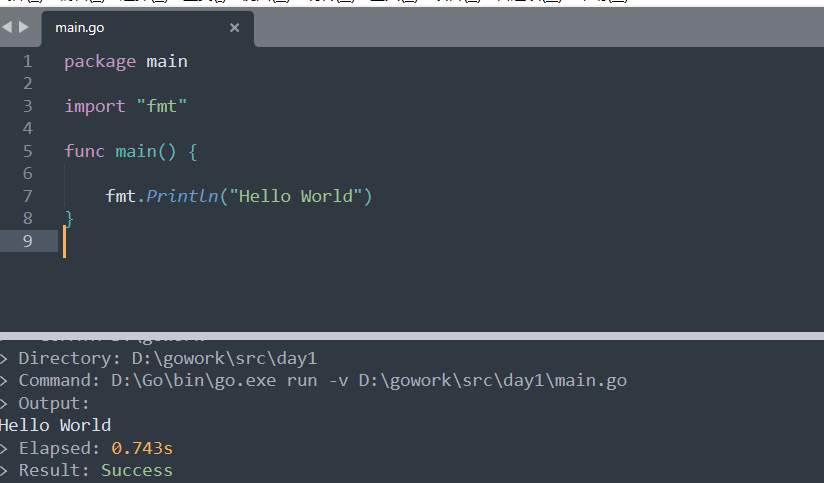 main.go ×
1 package main
2
3 import "fmt"
4
5 func main() {
6
7 fmt.Println("Hello World")
8 }
9
> Directory: D:\gowork\src\day1
> Command: D:\Go\bin\go.exe run -v D:\gowork\src\day1\main.go
> Output:
Hello World
> Elapsed: 0.743s
> Result: Success